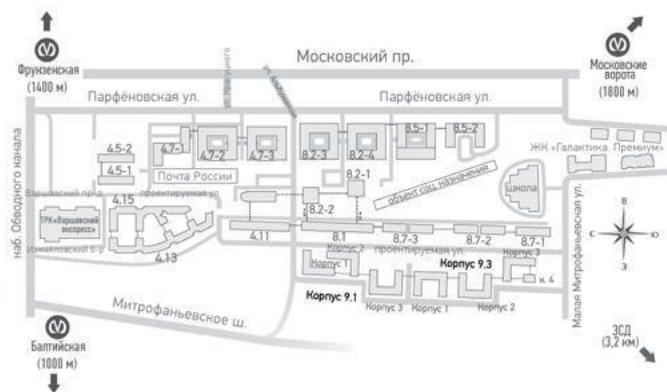 Фрунзенская
(1400 м)
Московский пр.
Московские
ворота
(1800 м)
Парфёновская ул.
Парфёновская ул.
наб. Обводного канала
4.5-2
4.5-1
4.7-1
4.7-2
4.7-3
8.2-3
8.2-4
8.5-1
8.5-2
ЖК «Галактика Премиум»
Почта России
8.2-1
8.2-2
объект соц. назначения
школа
Варшавский пр-д
проектируемая ул.
4.15
ТРК «Варшавский
экспресс»
Измайловский б-р
4.13
4.11
8.1
8.7-3
8.7-2
8.7-1
проектируемая ул.
Корпус 2
Корпус 1
Корпус 9.3
Корпус 3
к. 4
Корпус 9.1
Корпус 3
Корпус 1
Корпус 2
Митрофаньевское ш.
Малая Митрофаньевская ул.
В
С
Ю
З
Балтийская
(1000 м)
ЗСД
(3,2 км)